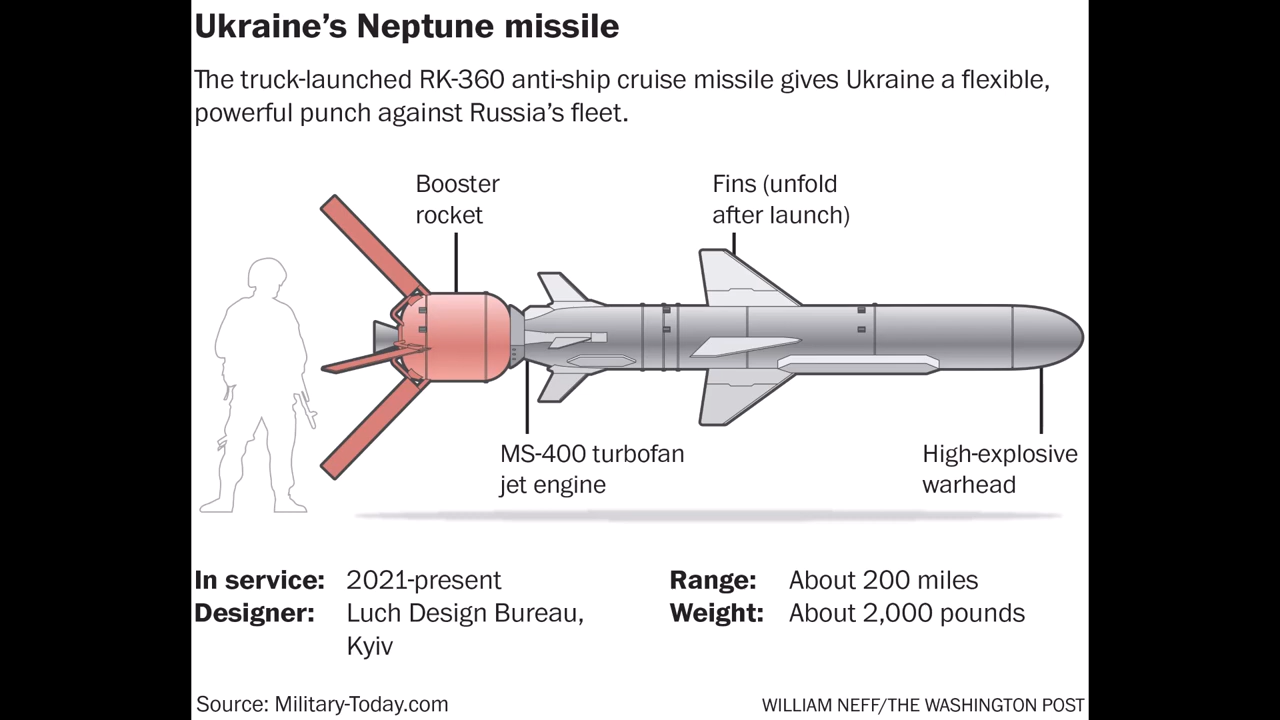 Ukraine’s Neptune missile
The truck-launched RK-360 anti-ship cruise missile gives Ukraine a flexible,
powerful punch against Russia’s fleet.
Booster
rocket
Fins (unfold
after launch)
MS-400 turbofan
jet engine
High-explosive
warhead
In service: 2021-present
Designer: Luch Design Bureau,
Kyiv
Range: About 200 miles
Weight: About 2,000 pounds
Source: Military-Today.com
WILLIAM NEFF/THE WASHINGTON POST